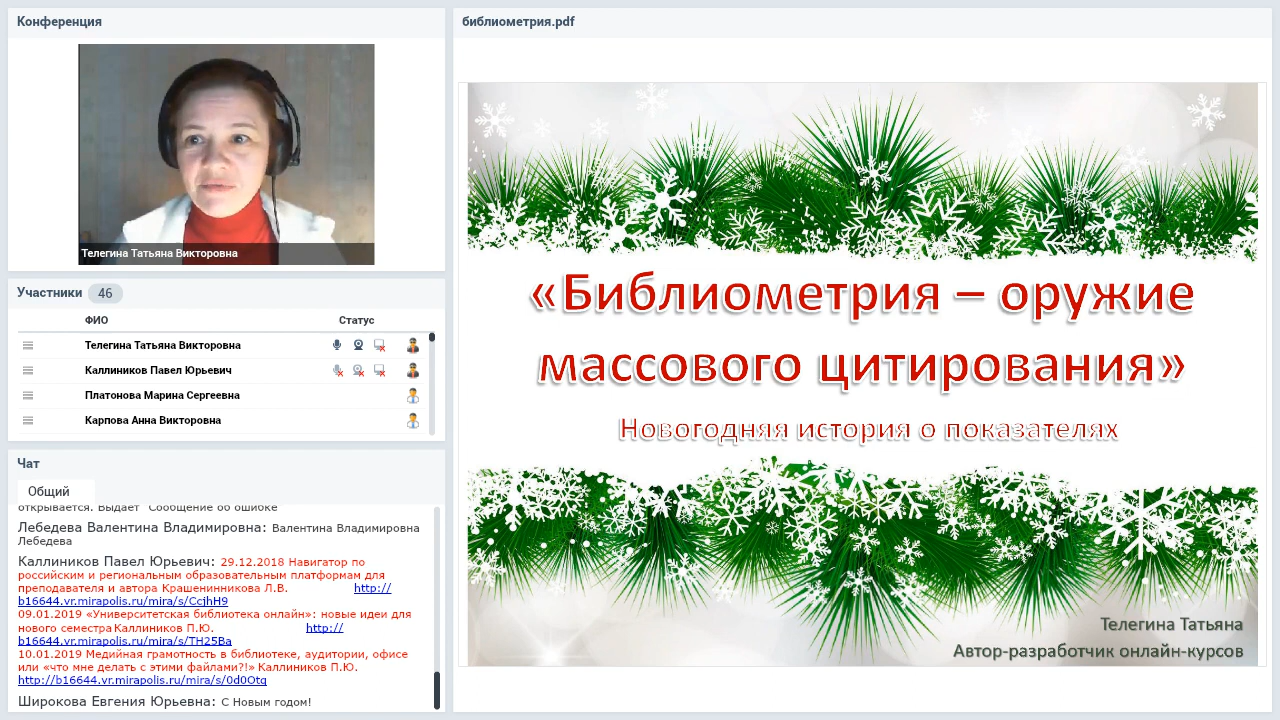 Конференция
Телегина Татьяна Викторовна
Участники 46
ФИО Статус
Телегина Татьяна Викторовна
Каллиников Павел Юрьевич
Платонова Марина Сергеевна
Карпова Анна Викторовна
Чат
Общий
открывается. Выдает "Сообщение об ошибке"
Лебедева Валентина Владимировна: Валентина Владимировна
Лебедева
Каллиников Павел Юрьевич: 29.12.2018 Навигатор по
российским и региональным образовательным платформам для
преподавателя и автора Крашенинникова Л.В. http://
b16644.vr.mirapolis.ru/mira/s/CcjhH9
09.01.2019 «Университетская библиотека онлайн»: новые идеи для
нового семестра Каллиников П.Ю. http://
b16644.vr.mirapolis.ru/mira/s/TH25Ba
10.01.2019 Медийная грамотность в библиотеке, аудитории, офисе
или «что мне делать с этими файлами?!» Каллиников П.Ю.
http://b16644.vr.mirapolis.ru/mira/s/0d0Otq
Широкова Евгения Юрьевна: С Новым годом!
библиометрия.pdf
«Библиометрия – оружие
массового цитирования»
Новогодняя история о показателях
Телегина Татьяна
Автор-разработчик онлайн-курсов